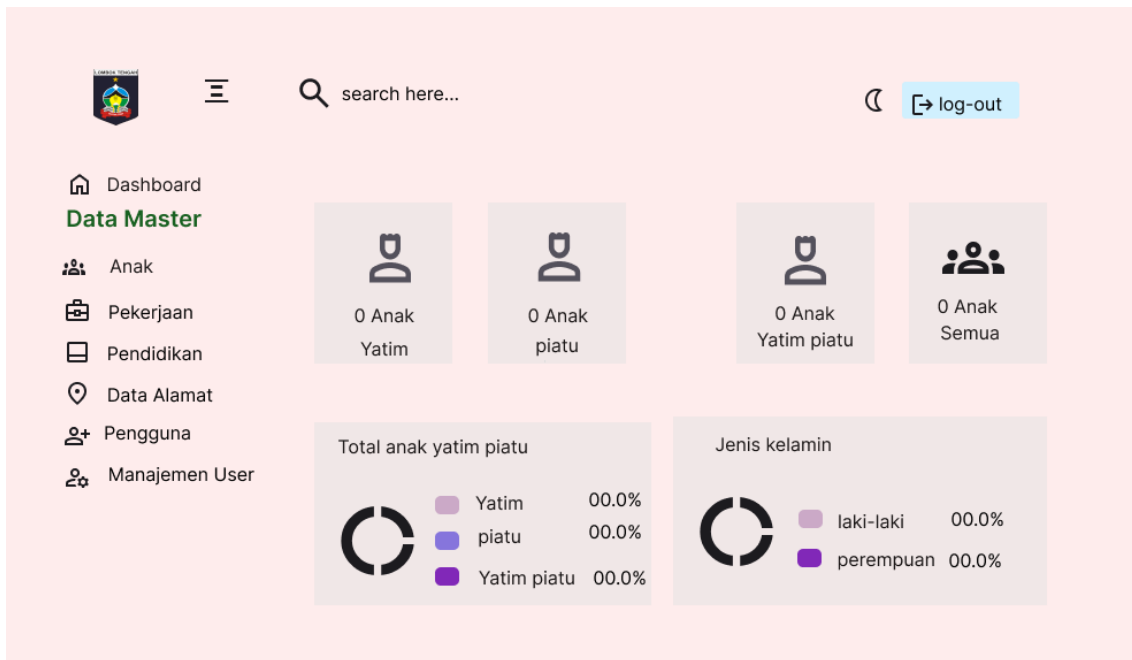 LOMBOK TENGAH
search here...
log-out
Dashboard
Data Master
Anak
Pekerjaan
Pendidikan
Data Alamat
Pengguna
Manajemen User
0 Anak
Yatim
0 Anak
piatu
0 Anak
Yatim piatu
0 Anak
Semua
Total anak yatim piatu
Yatim 00.0%
piatu 00.0%
Yatim piatu 00.0%
Jenis kelamin
laki-laki 00.0%
perempuan 00.0%